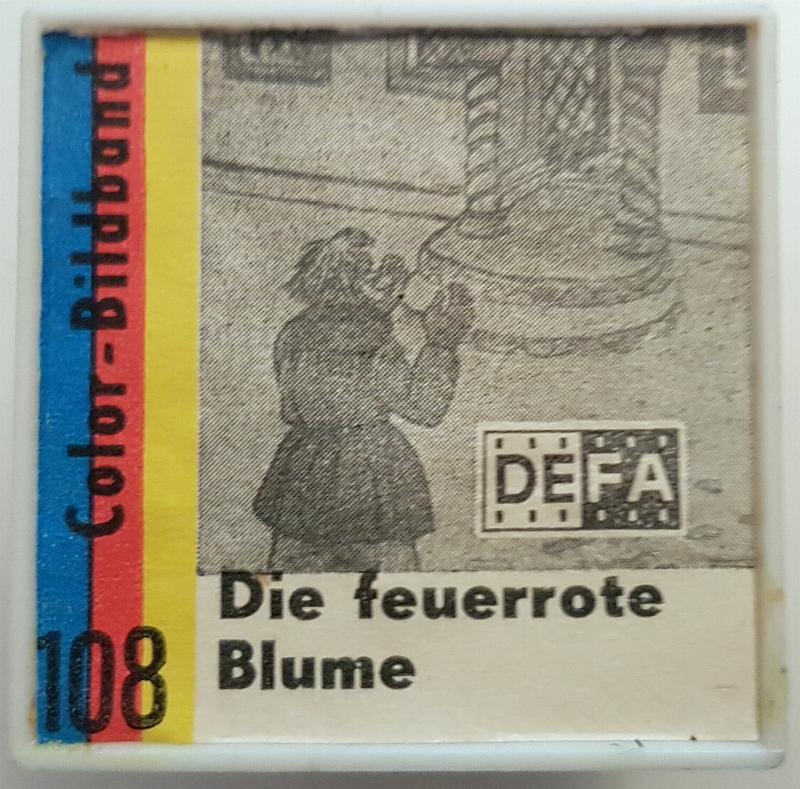 Color-Bildband
108
DEFA
Die feuerrote
Blume